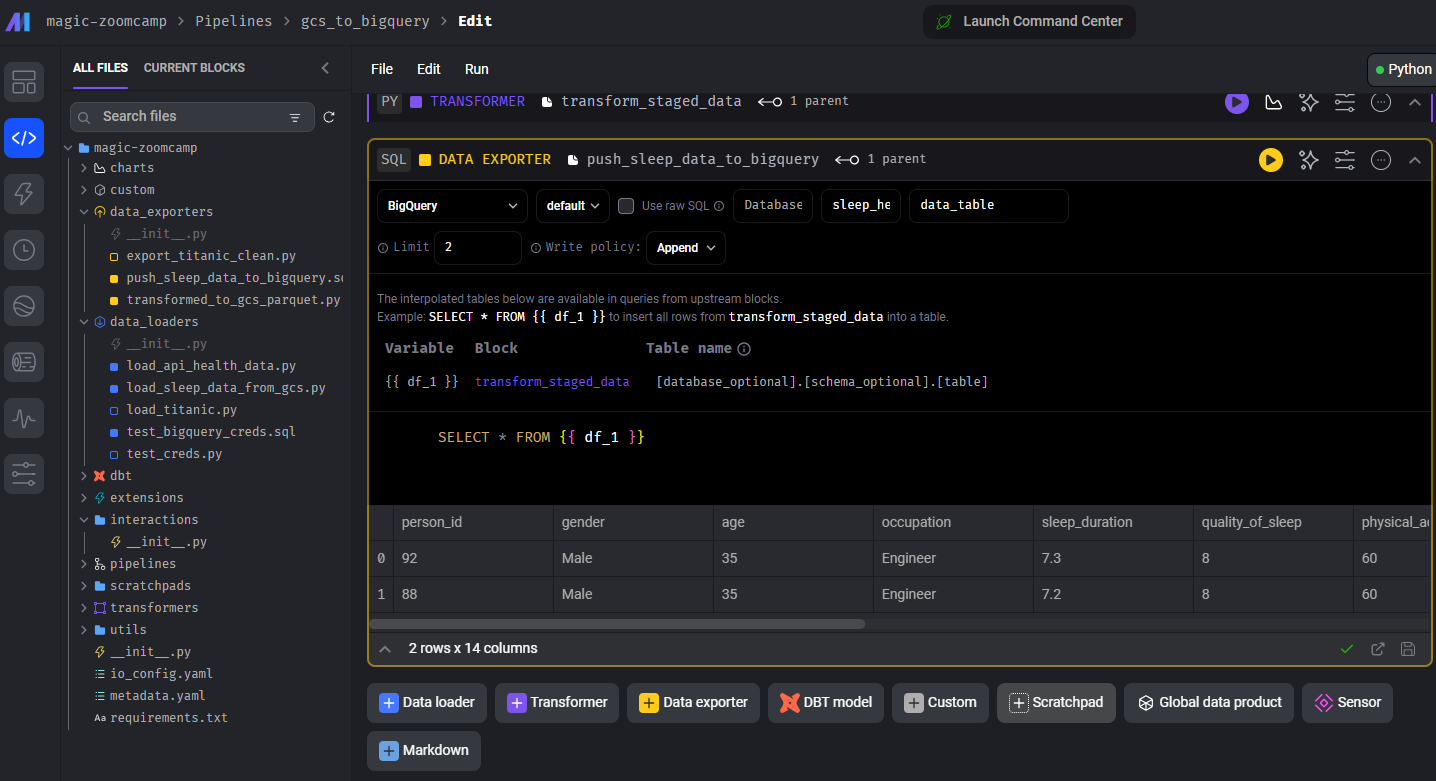 magic-zoomcamp > Pipelines > gcs_to_bigquery > Edit
Launch Command Center
ALL FILES CURRENT BLOCKS
Search files
magic-zoomcamp
charts
custom
data_exporters
__init__.py
export_titanic_clean.py
push_sleep_data_to_bigquery.sc
transformed_to_gcs_parquet.py
data_loaders
__init__.py
load_api_health_data.py
load_sleep_data_from_gcs.py
load_titanic.py
test_bigquery_creds.sql
test_creds.py
dbt
extensions
interactions
__init__.py
pipelines
scratchpads
transformers
utils
__init__.py
io_config.yaml
metadata.yaml
Aa requirements.txt
File Edit Run
Python
PY TRANSFORMER transform_staged_data 1 parent
SQL DATA EXPORTER push_sleep_data_to_bigquery 1 parent
BigQuery default Use raw SQL Database sleep_he data_table
Limit 2 Write policy: Append
The interpolated tables below are available in queries from upstream blocks.
Example: SELECT * FROM {{ df_1 }} to insert all rows from transform_staged_data into a table.
Variable Block Table name
{{ df_1 }} transform_staged_data [database_optional].[schema_optional].[table]
SELECT * FROM {{ df_1 }}
person_id gender age occupation sleep_duration quality_of_sleep physical_ac
0 92 Male 35 Engineer 7.3 8 60
1 88 Male 35 Engineer 7.2 8 60
2 rows x 14 columns
Data loader Transformer Data exporter DBT model Custom Scratchpad Global data product Sensor
Markdown